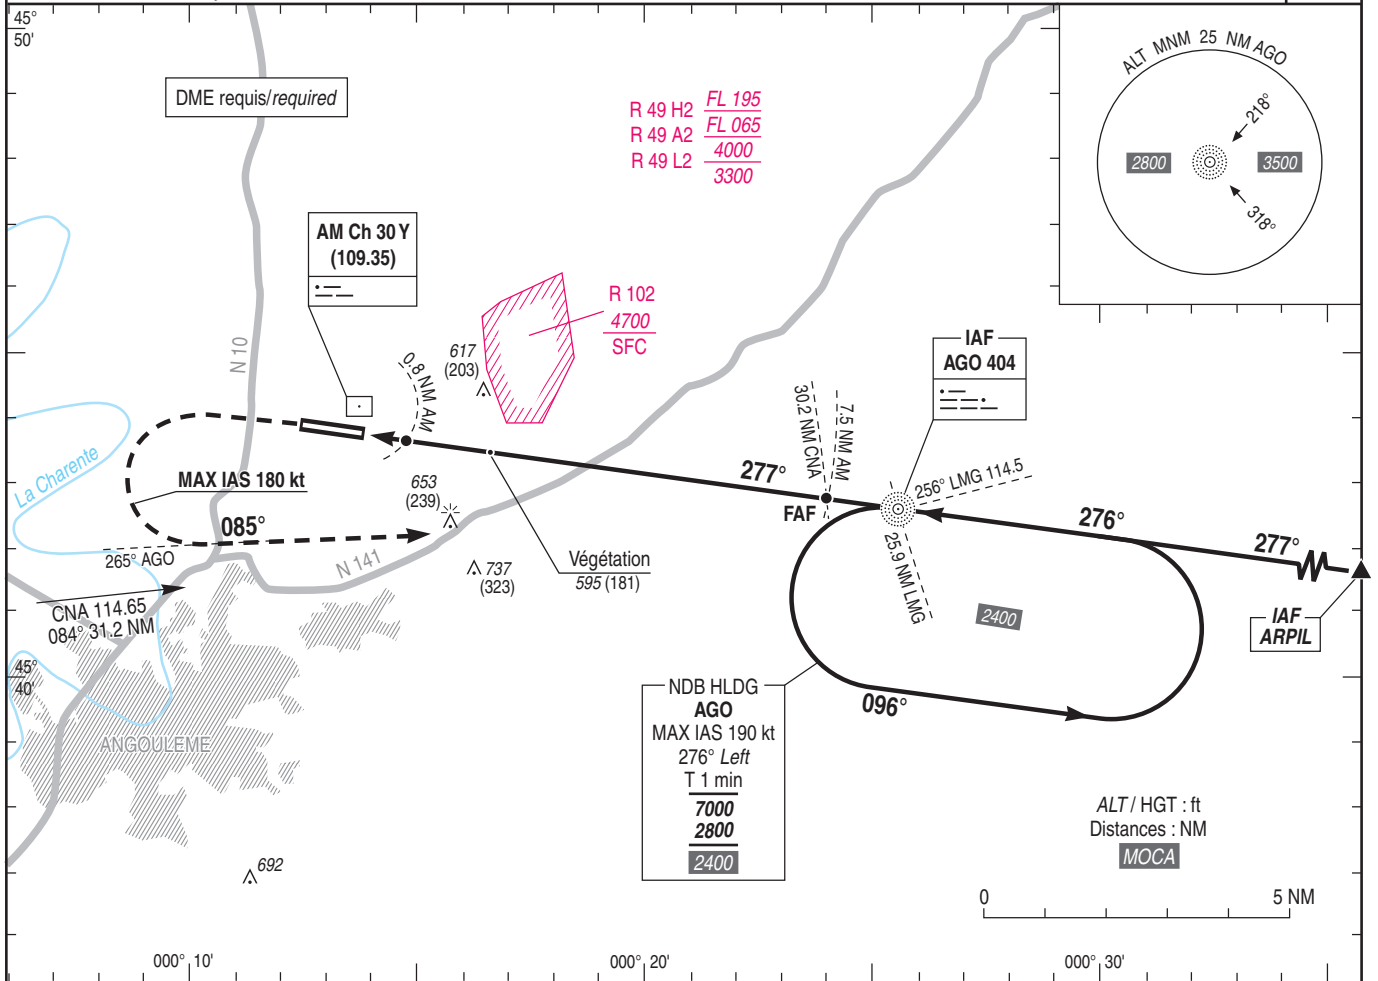 45°
50'
DME requis/required
R 49 H2 FL 195
R 49 A2 FL 065
R 49 L2 4000
3300
ALT MNM 25 NM AGO
218°
2800
3500
318°
AM Ch 30 Y
(109.35)
R 102
4700
SFC
N 10
0.8 NM AM
617
(203)
IAF
AGO 404
30.2 NM CNA
7.5 NM AM
La Charente
MAX IAS 180 kt
653
(239)
277°
FAF
256° LMG 114.5
276°
277°
085°
265° AGO
N 141
737
(323)
Végétation
595 (181)
25.9 NM LMG
2400
IAF
ARPIL
CNA 114.65
084° 31.2 NM
45°
40'
ANGOULEME
NDB HLDG
AGO
MAX IAS 190 kt
276° Left
T 1 min
7000
2800
2400
096°
ALT / HGT : ft
Distances : NM
MOCA
692
0 5 NM
000° 10'
000° 20'
000° 30'